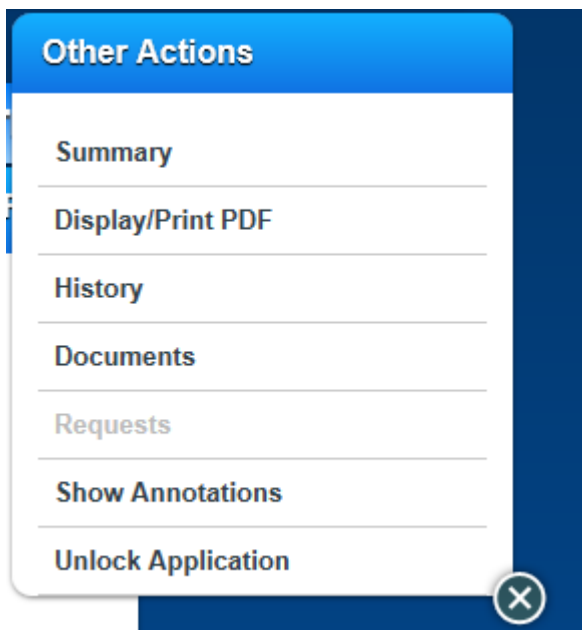 Other Actions
Summary
Display/Print PDF
History
Documents
Requests
Show Annotations
Unlock Application